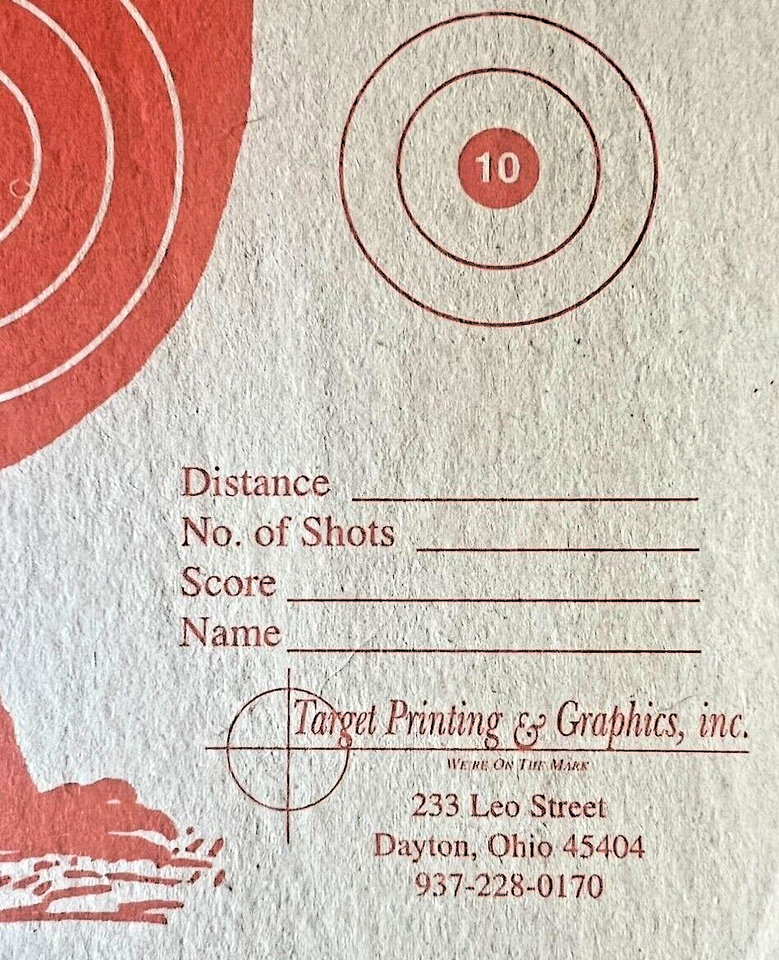 10
Distance
No. of Shots
Score
Name
Target Printing & Graphics, inc.
WE'RE ON THE MARK
233 Leo Street
Dayton, Ohio 45404
937-228-0170